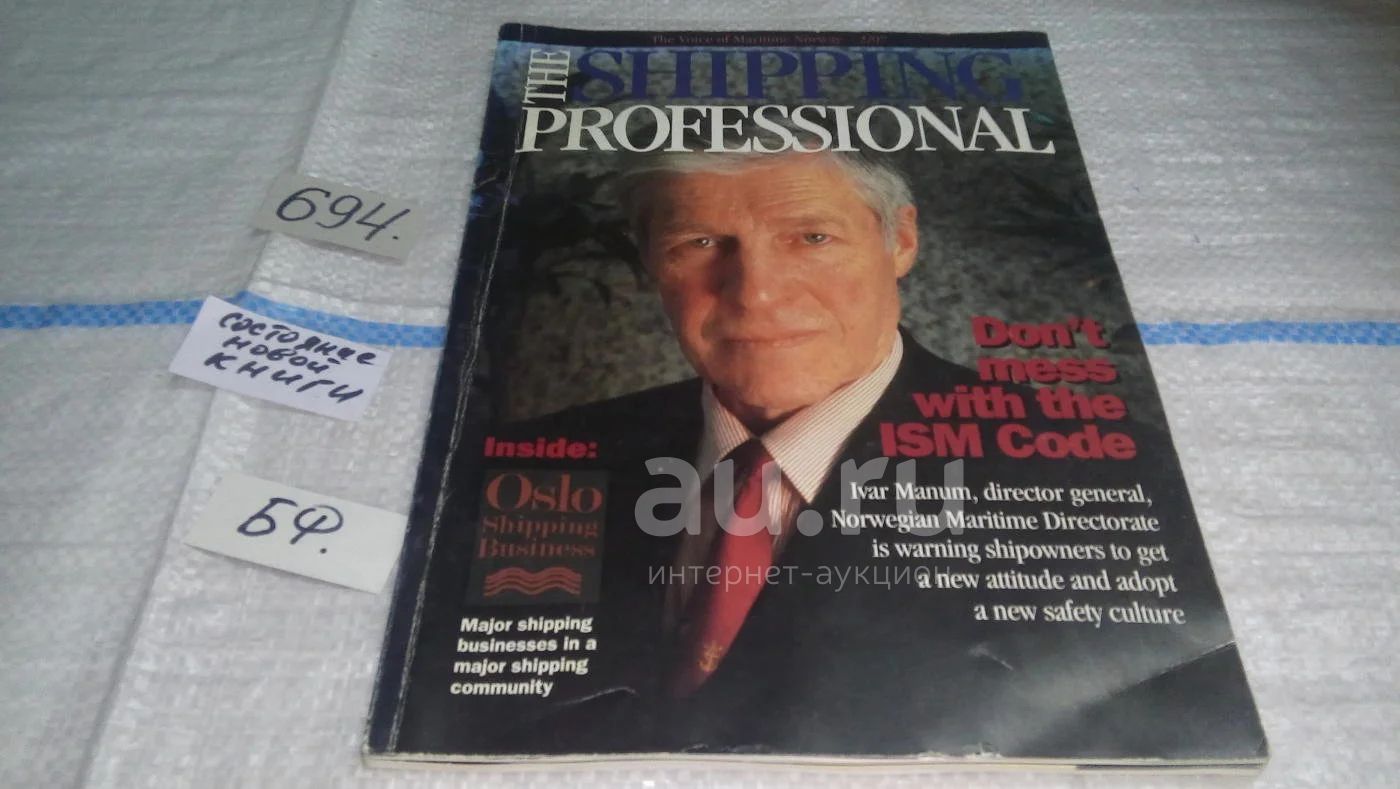 The Voice of Maritime Norway
THE
SHIPPING
PROFESSIONAL
694.
состояние
новой
книги
БФ.
Don't
mess
with the
ISM Code
Ivar Manum, director general,
Norwegian Maritime Directorate
is warning shipowners to get
a new attitude and adopt
a new safety culture
Inside:
Oslo
Shipping
Business
Major shipping
businesses in a
major shipping
community
au.ru
интернет-аукцион